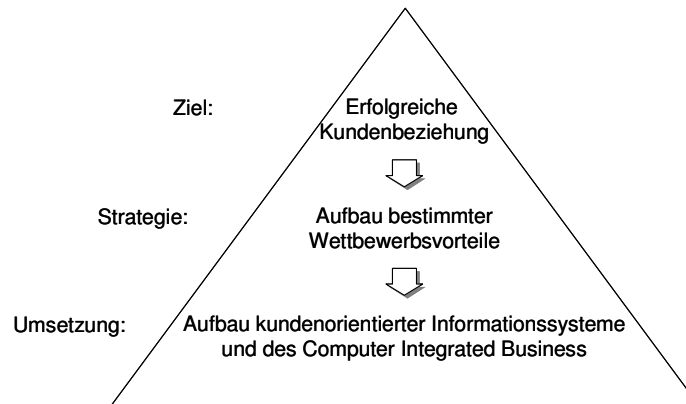 Ziel:
Erfolgreiche
Kundenbeziehung
Strategie:
Aufbau bestimmter
Wettbewerbsvorteile
Umsetzung:
Aufbau kundenorientierter Informationssysteme
und des Computer Integrated Business